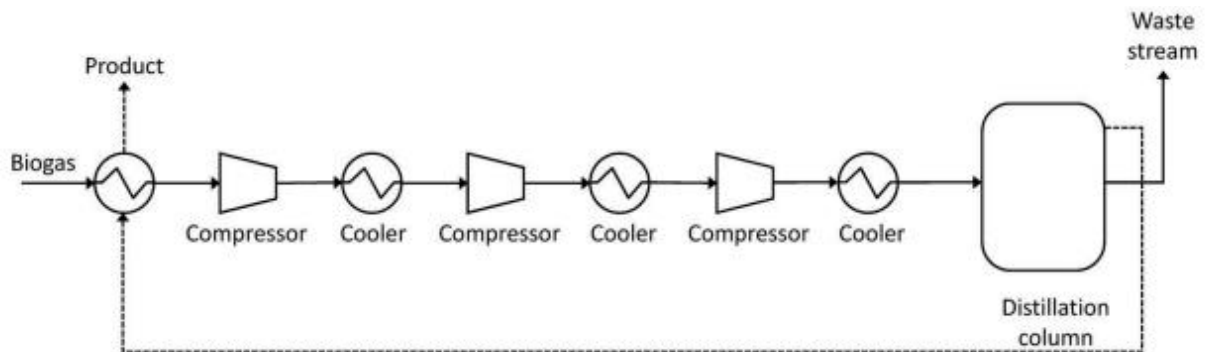 Waste
stream
Product
Biogas
Compressor
Cooler
Compressor
Cooler
Compressor
Cooler
Distillation
column